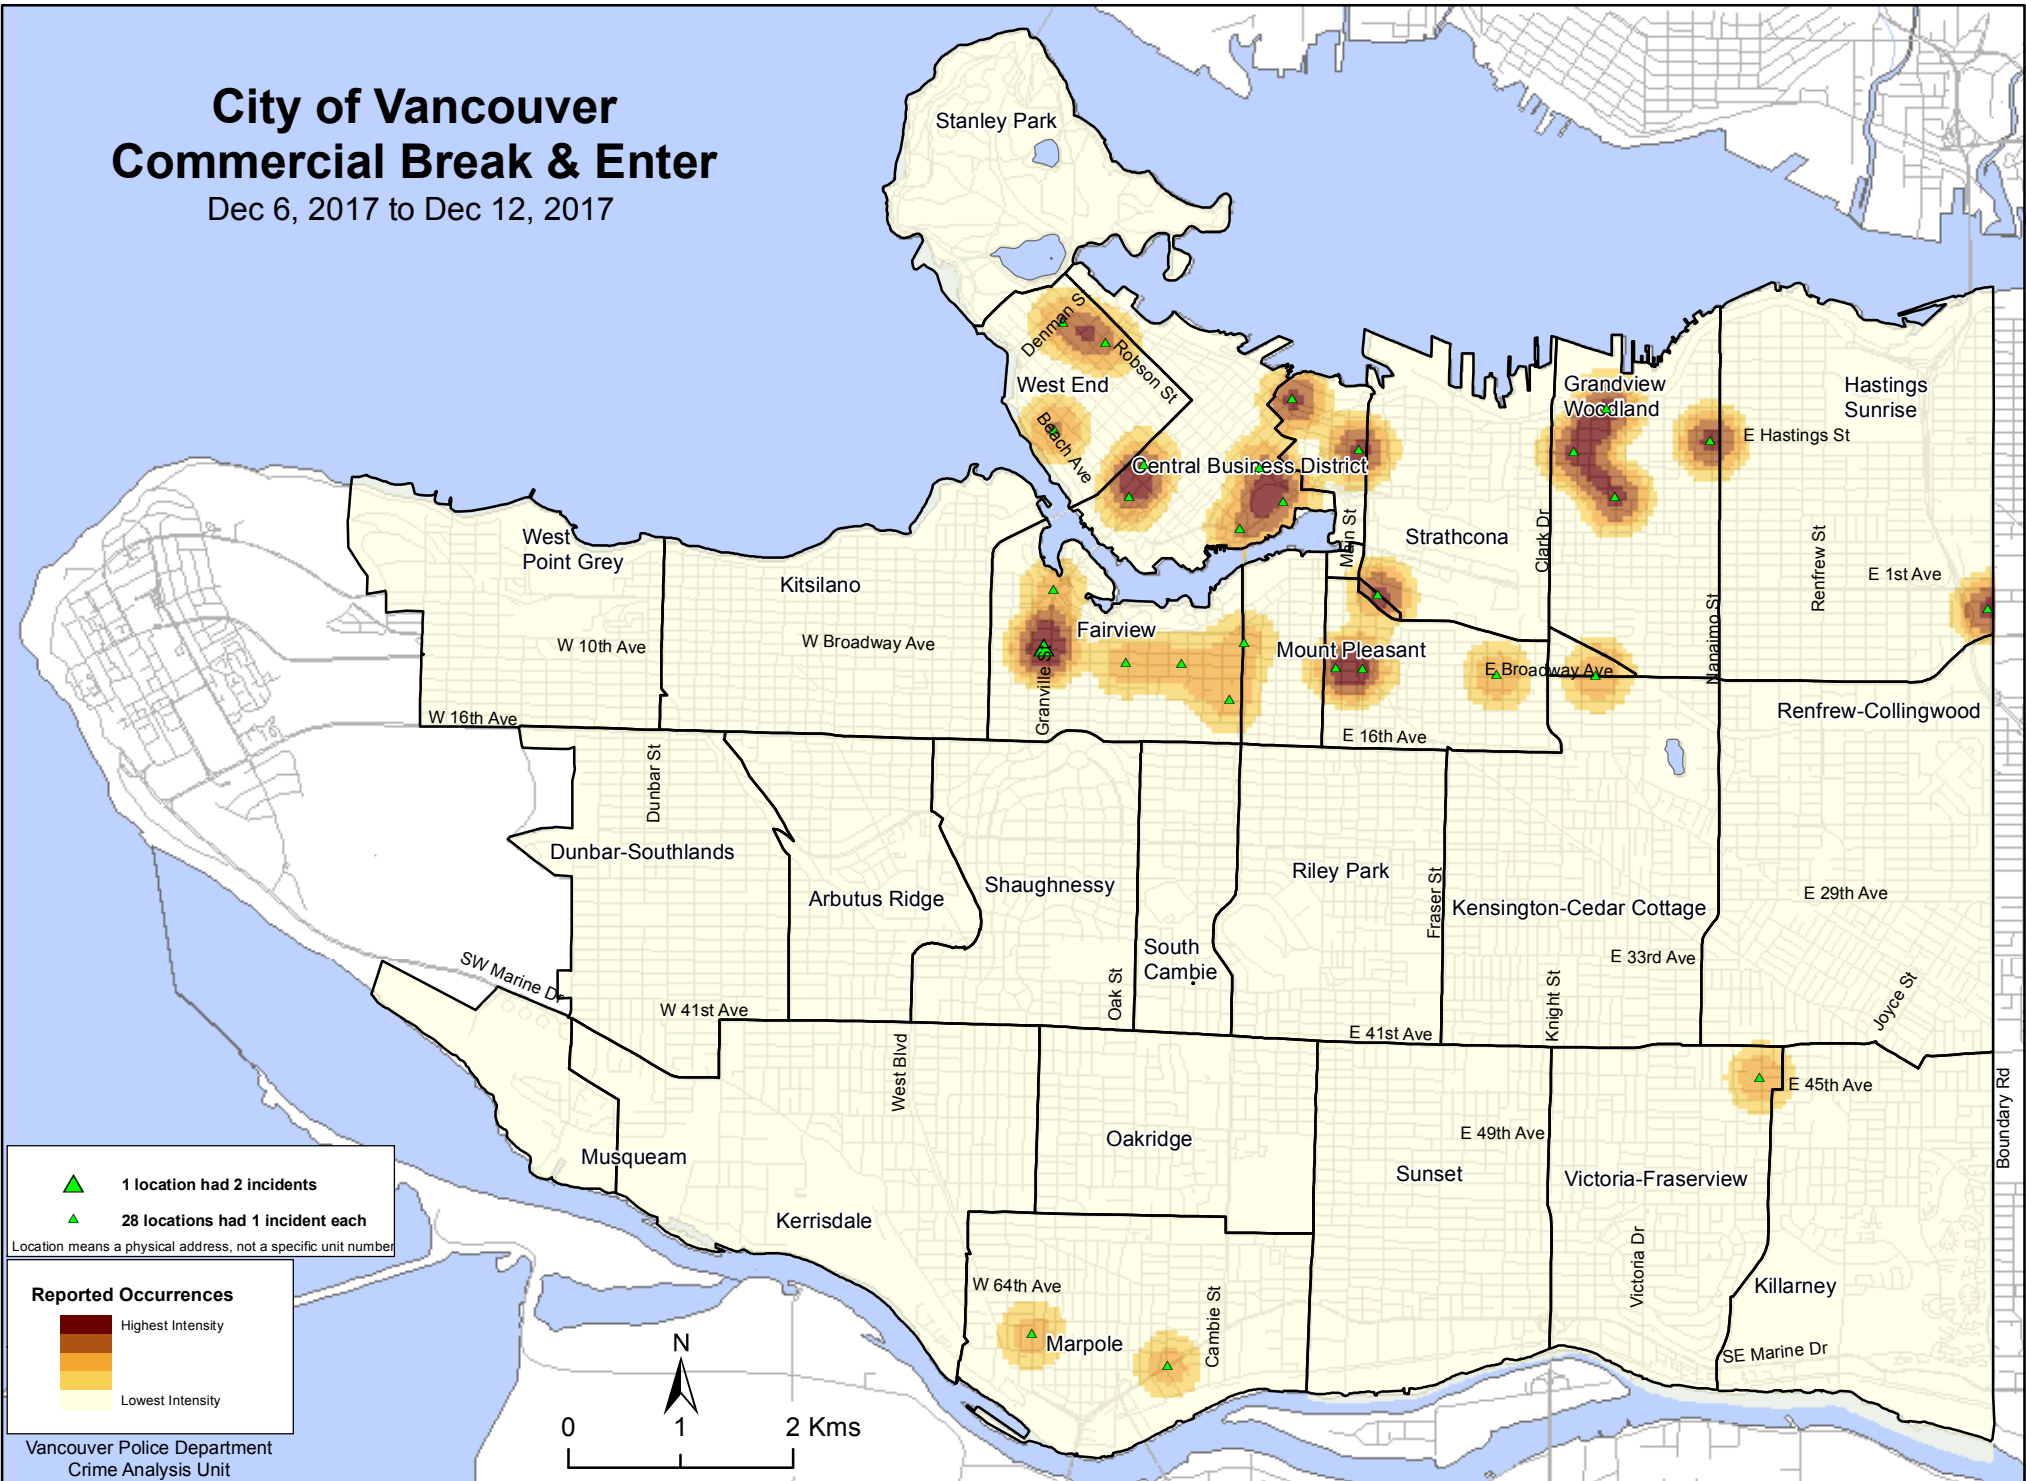 City of Vancouver
Commercial Break & Enter
Dec 6, 2017 to Dec 12, 2017
Stanley Park
Denman S
Robson St
West End
Beach Ave
Central Business District
Grandview
Woodland
Hastings
Sunrise
E Hastings St
Main St
Strathcona
Clark Dr
Renfrew St
E 1st Ave
Nanaimo St
West
Point Grey
Kitsilano
W 10th Ave
W Broadway Ave
Fairview
Granville S
Mount Pleasant
E Broadway Ave
W 16th Ave
E 16th Ave
Renfrew-Collingwood
Dunbar St
Dunbar-Southlands
Arbutus Ridge
Shaughnessy
South
Cambie
Oak St
Riley Park
Fraser St
Kensington-Cedar Cottage
E 29th Ave
E 33rd Ave
Knight St
Joyce St
SW Marine Dr
W 41st Ave
E 41st Ave
West Blvd
E 45th Ave
Boundary Rd
Musqueam
Oakridge
E 49th Ave
Sunset
Victoria-Fraserview
Kerrisdale
Victoria Dr
Killarney
W 64th Ave
Marpole
Cambie St
SE Marine Dr
1 location had 2 incidents
28 locations had 1 incident each
Location means a physical address, not a specific unit number
Reported Occurrences
Highest Intensity
Lowest Intensity
Vancouver Police Department
Crime Analysis Unit
N
0 1 2 Kms